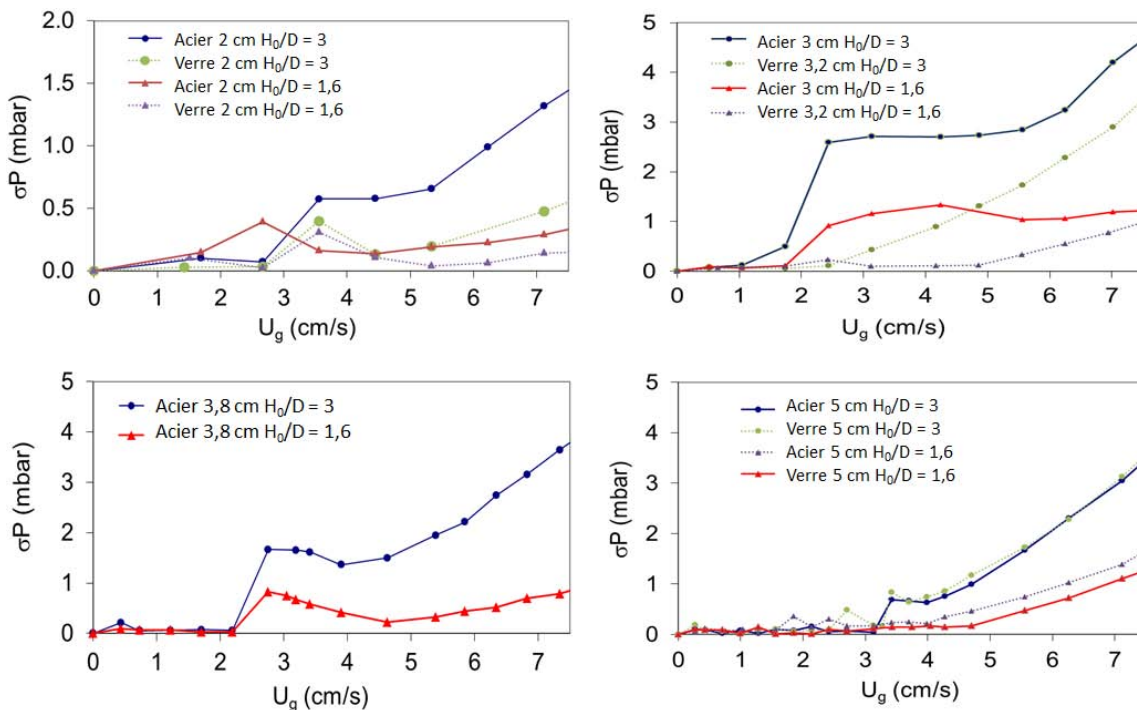 2.0
1.5
1.0
0.5
0.0
σP (mbar)
Acier 2 cm H₀/D = 3
Verre 2 cm H₀/D = 3
Acier 2 cm H₀/D = 1,6
Verre 2 cm H₀/D = 1,6
0 1 2 3 4 5 6 7
U_g (cm/s)
5
4
3
2
1
0
σP (mbar)
Acier 3 cm H₀/D = 3
Verre 3,2 cm H₀/D = 3
Acier 3 cm H₀/D = 1,6
Verre 3,2 cm H₀/D = 1,6
0 1 2 3 4 5 6 7
U_g (cm/s)
5
4
3
2
1
0
σP (mbar)
Acier 3,8 cm H₀/D = 3
Acier 3,8 cm H₀/D = 1,6
0 1 2 3 4 5 6 7
U_g (cm/s)
5
4
3
2
1
0
σP (mbar)
Acier 5 cm H₀/D = 3
Verre 5 cm H₀/D = 3
Acier 5 cm H₀/D = 1,6
Verre 5 cm H₀/D = 1,6
0 1 2 3 4 5 6 7
U_g (cm/s)